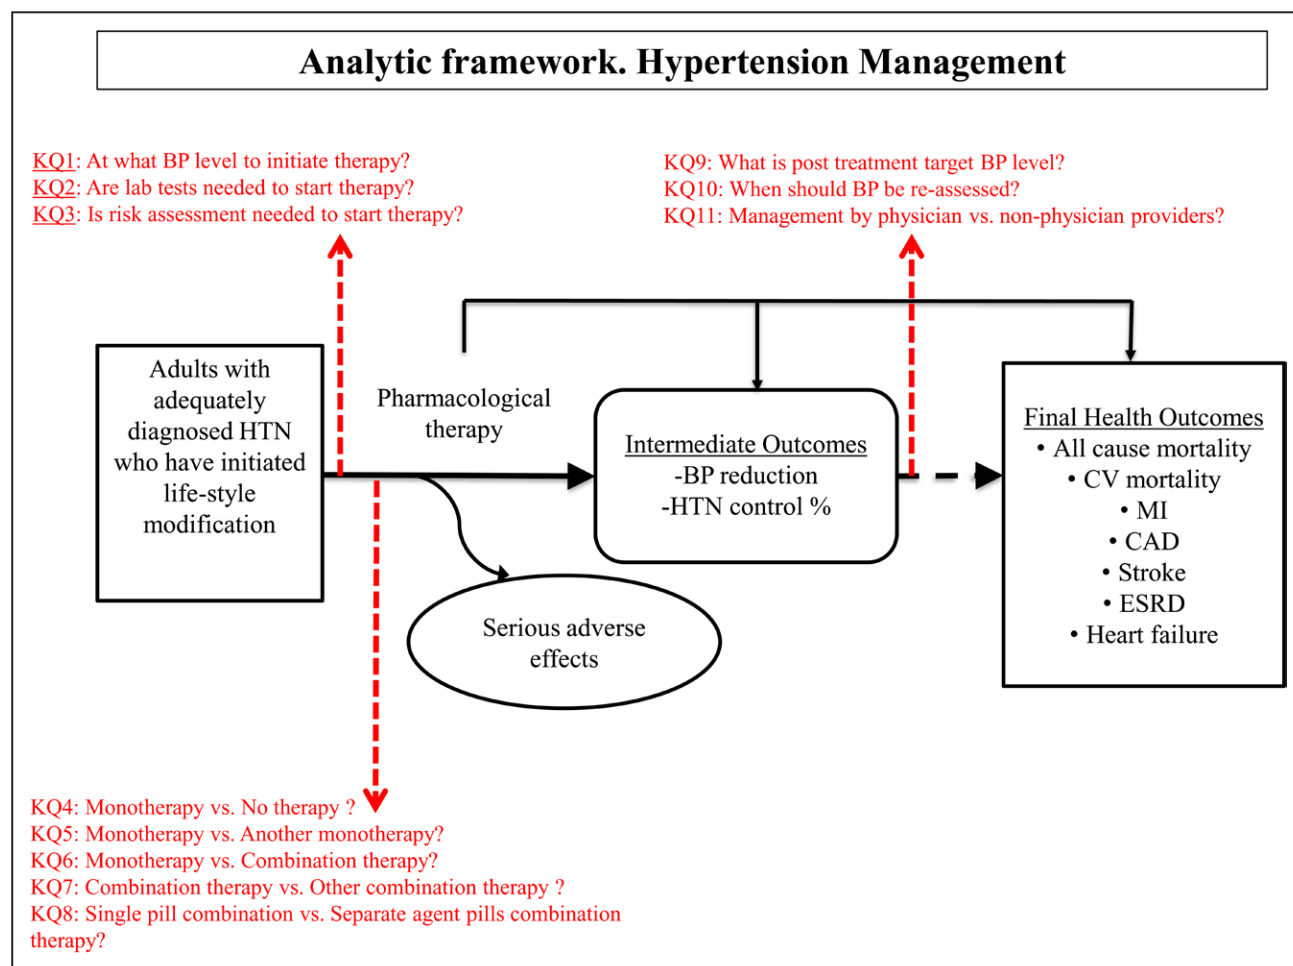 Analytic framework. Hypertension Management
KQ1: At what BP level to initiate therapy?
KQ2: Are lab tests needed to start therapy?
KQ3: Is risk assessment needed to start therapy?
KQ9: What is post treatment target BP level?
KQ10: When should BP be re-assessed?
KQ11: Management by physician vs. non-physician providers?
Adults with
adequately
diagnosed HTN
who have initiated
life-style
modification
Pharmacological
therapy
Intermediate Outcomes
-BP reduction
-HTN control %
Final Health Outcomes
• All cause mortality
• CV mortality
• MI
• CAD
• Stroke
• ESRD
• Heart failure
Serious adverse
effects
KQ4: Monotherapy vs. No therapy ?
KQ5: Monotherapy vs. Another monotherapy?
KQ6: Monotherapy vs. Combination therapy?
KQ7: Combination therapy vs. Other combination therapy ?
KQ8: Single pill combination vs. Separate agent pills combination
therapy?